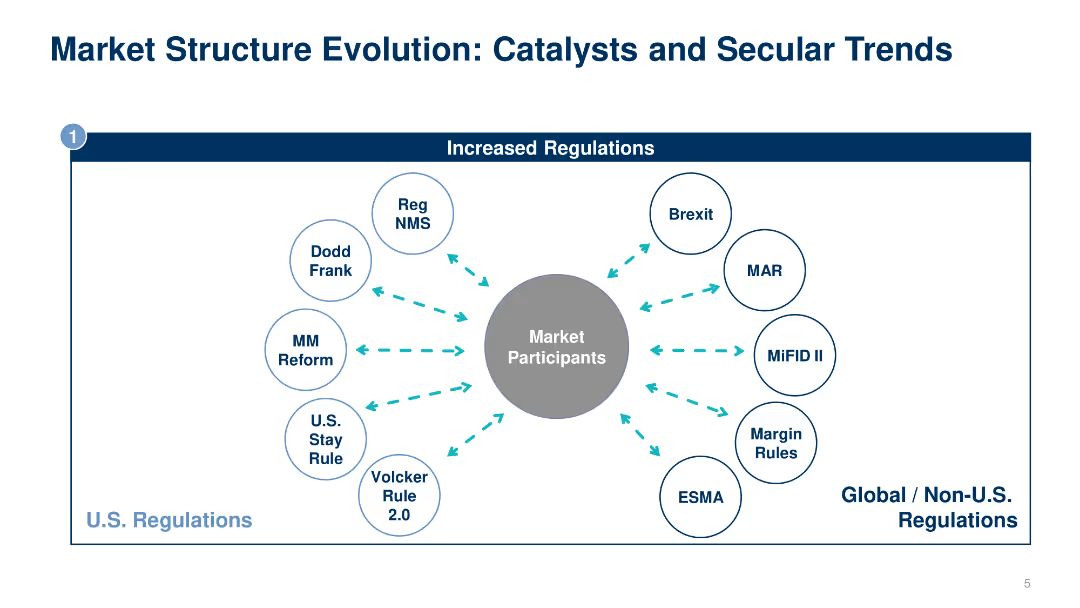 Market Structure Evolution: Catalysts and Secular Trends
1
Increased Regulations
Reg
NMS
Dodd
Frank
MM
Reform
U.S.
Stay
Rule
Volcker
Rule
2.0
U.S. Regulations
Market
Participants
Brexit
MAR
MiFID II
Margin
Rules
ESMA
Global / Non-U.S.
Regulations
5